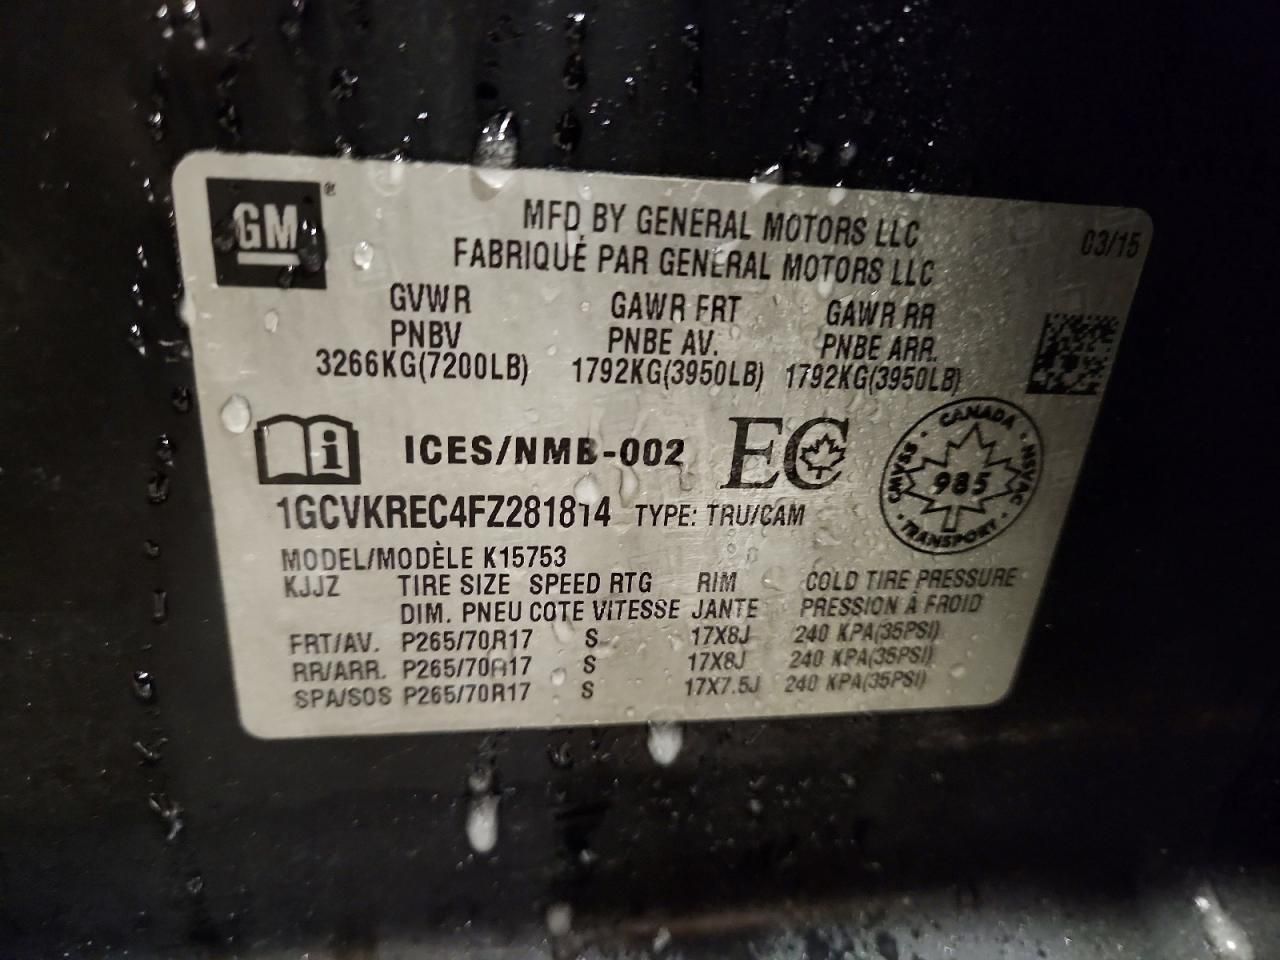 GM®
MFD BY GENERAL MOTORS LLC
FABRIQUÉ PAR GENERAL MOTORS LLC
03/15
GVWR GAWR FRT GAWR RR
PNBV PNBE AV. PNBE ARR.
3266KG(7200LB) 1792KG(3950LB) 1792KG(3950LB)
i ICES/NMB-002 EC
CANADA CMVSS 985 NSVAC TRANSPORT
1GCVKREC4FZ281814 TYPE: TRU/CAM
MODEL/MODÈLE K15753
KJJZ TIRE SIZE SPEED RTG RIM COLD TIRE PRESSURE
DIM. PNEU COTE VITESSE JANTE PRESSION À FROID
FRT/AV. P265/70R17 S 17X8J 240 KPA(35PSI)
RR/ARR. P265/70R17 S 17X8J 240 KPA(35PSI)
SPA/SOS P265/70R17 S 17X7.5J 240 KPA(35PSI)